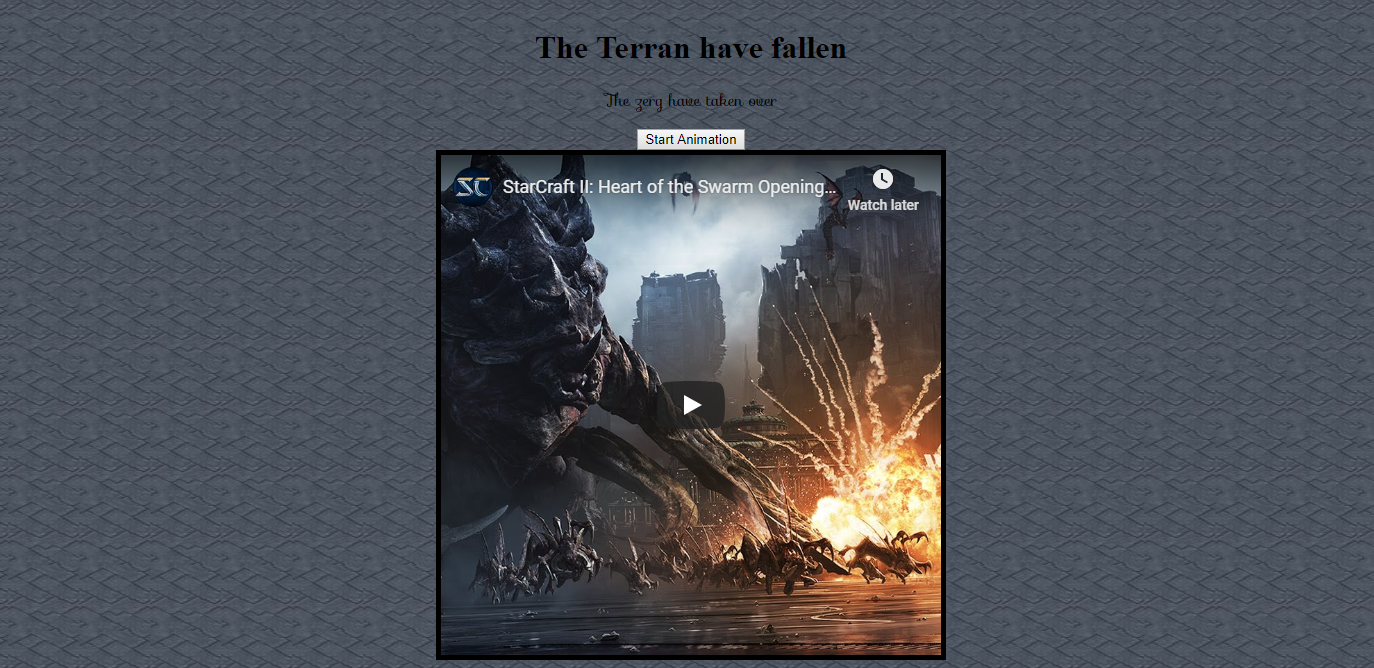 The Terran have fallen
The zerg have taken over
Start Animation
SC
StarCraft II: Heart of the Swarm Opening...
Watch later